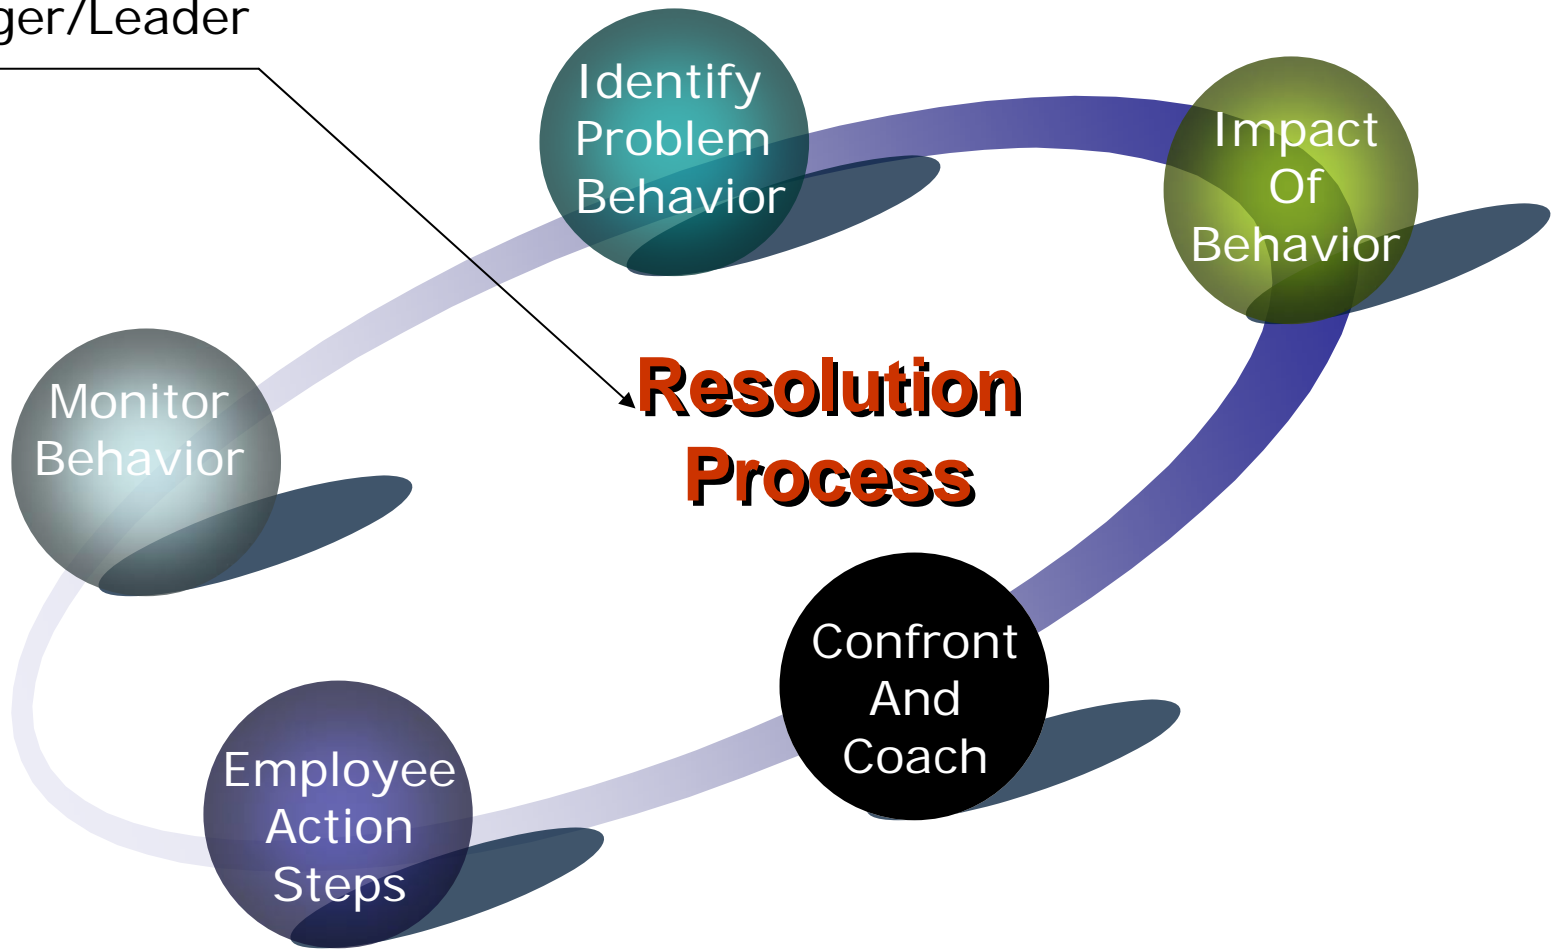 ger/Leader
Identify
Problem
Behavior
Impact
Of
Behavior
Resolution
Process
Monitor
Behavior
Confront
And
Coach
Employee
Action
Steps